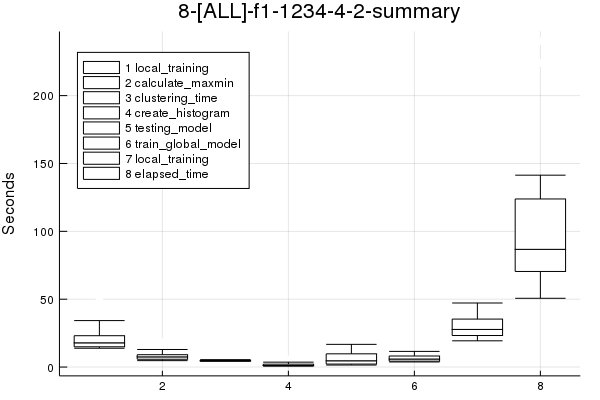 8-[ALL]-f1-1234-4-2-summary
1 local_training
2 calculate_maxmin
3 clustering_time
4 create_histogram
5 testing_model
6 train_global_model
7 local_training
8 elapsed_time
Seconds
200
150
100
50
0
2
4
6
8